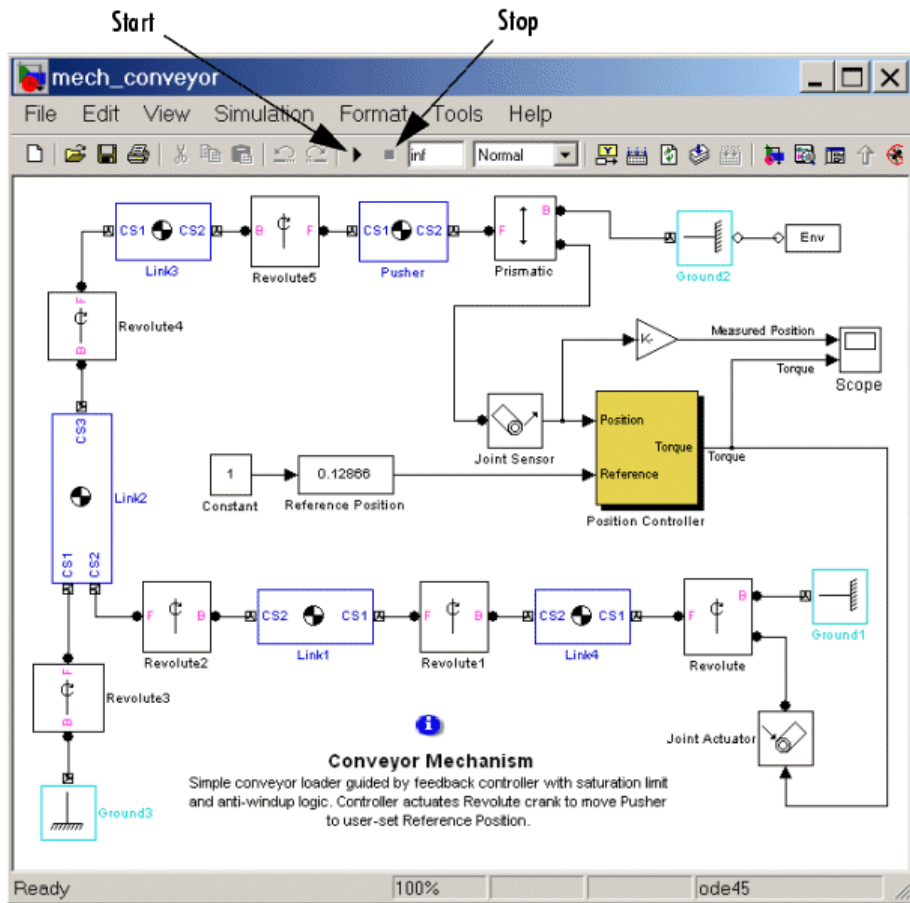 Start
Stop
mech_conveyor
File Edit View Simulation Format Tools Help
inf Normal
CS1 CS2
Link3
B F
Revolute5
CS1 CS2
Pusher
F B
Prismatic
Ground2
Env
F
B
Revolute4
K-
Measured Position
Torque
Scope
CS3
CS1
CS2
Link2
Joint Sensor
Position
Reference
Torque
Position Controller
Torque
1
Constant
0.12866
Reference Position
F B
Revolute2
CS2 CS1
Link1
F B
Revolute1
CS2 CS1
Link4
F B
Revolute
Ground1
F
B
Revolute3
Joint Actuator
Ground3
Conveyor Mechanism
Simple conveyor loader guided by feedback controller with saturation limit
and anti-windup logic. Controller actuates Revolute crank to move Pusher
to user-set Reference Position.
Ready 100% ode45